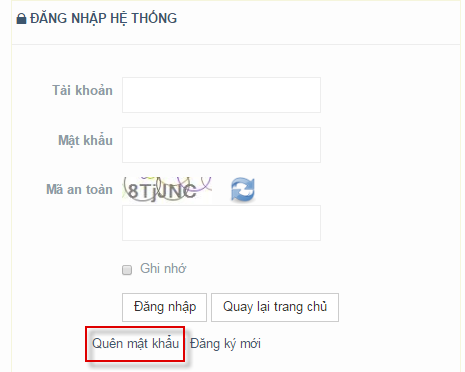 ĐĂNG NHẬP HỆ THỐNG
Tài khoản
Mật khẩu
Mã an toàn 8TjJNC
Ghi nhớ
Đăng nhập Quay lại trang chủ
Quên mật khẩu Đăng ký mới